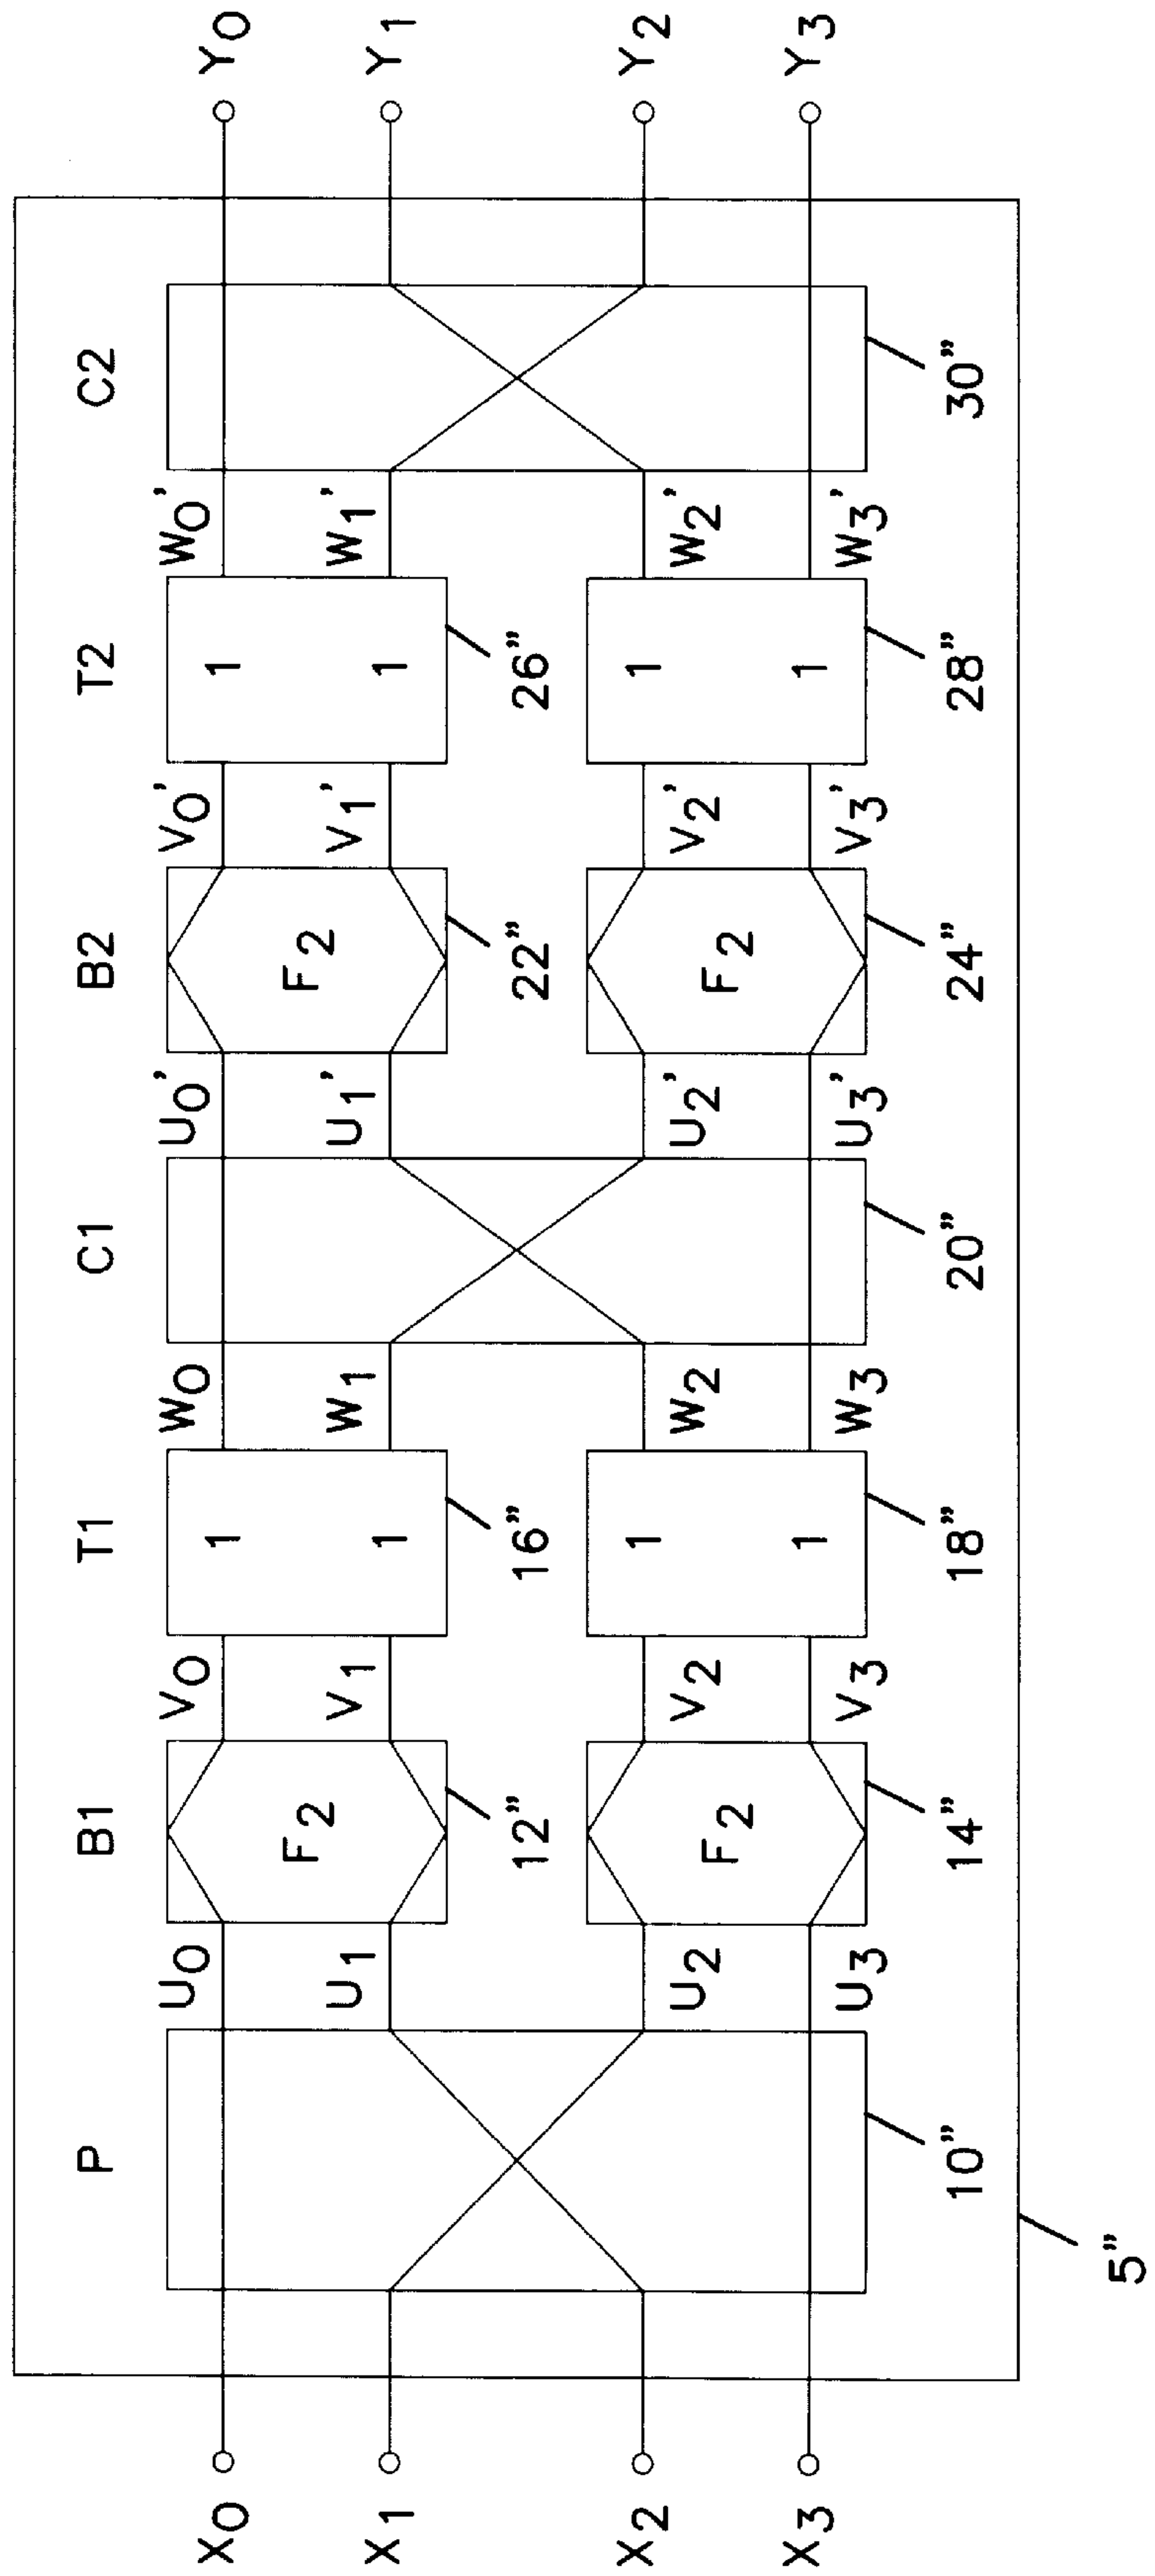 P B1 T1 C1 B2 T2 C2
X0 U0 V0 W0 U0' V0' W0' Y0
1 1
F2 F2
X1 U1 V1 W1 U1' V1' W1' Y1
1 1
12” 16” 22” 26”
X2 U2 V2 W2 U2' V2' W2' Y2
1 1
F2 F2
X3 U3 V3 W3 U3' V3' W3' Y3
1 1
10” 14” 18” 20” 24” 28” 30”
5”